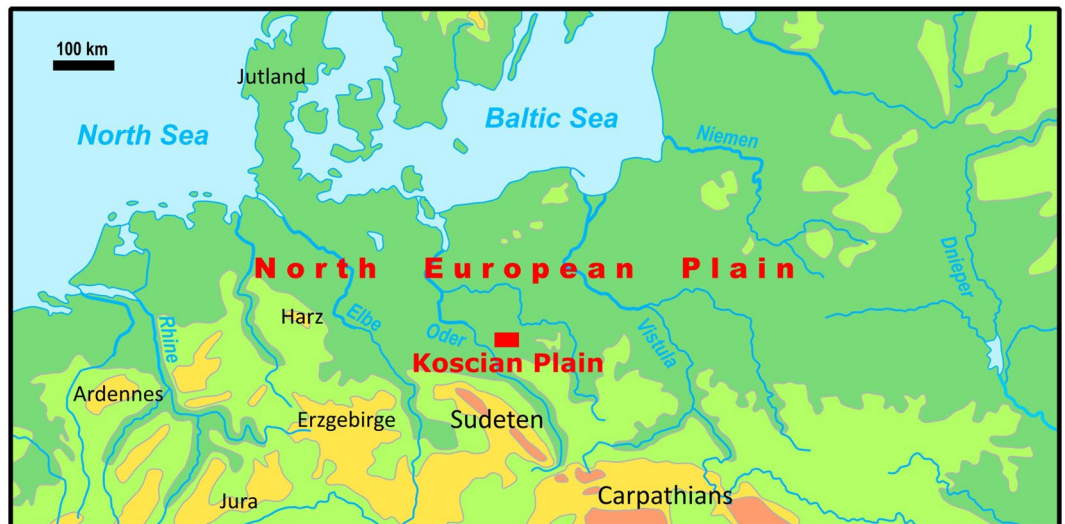 100 km
Jutland
North Sea
Baltic Sea
Niemen
North European Plain
Dnieper
Harz
Elbe
Rhine
Oder
Vistula
Koscian Plain
Ardennes
Erzgebirge
Sudeten
Jura
Carpathians